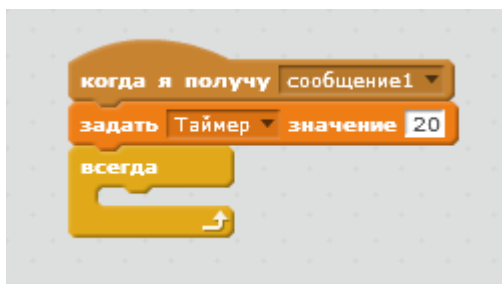 когда я получу сообщение1
задать Таймер значение 20
всегда